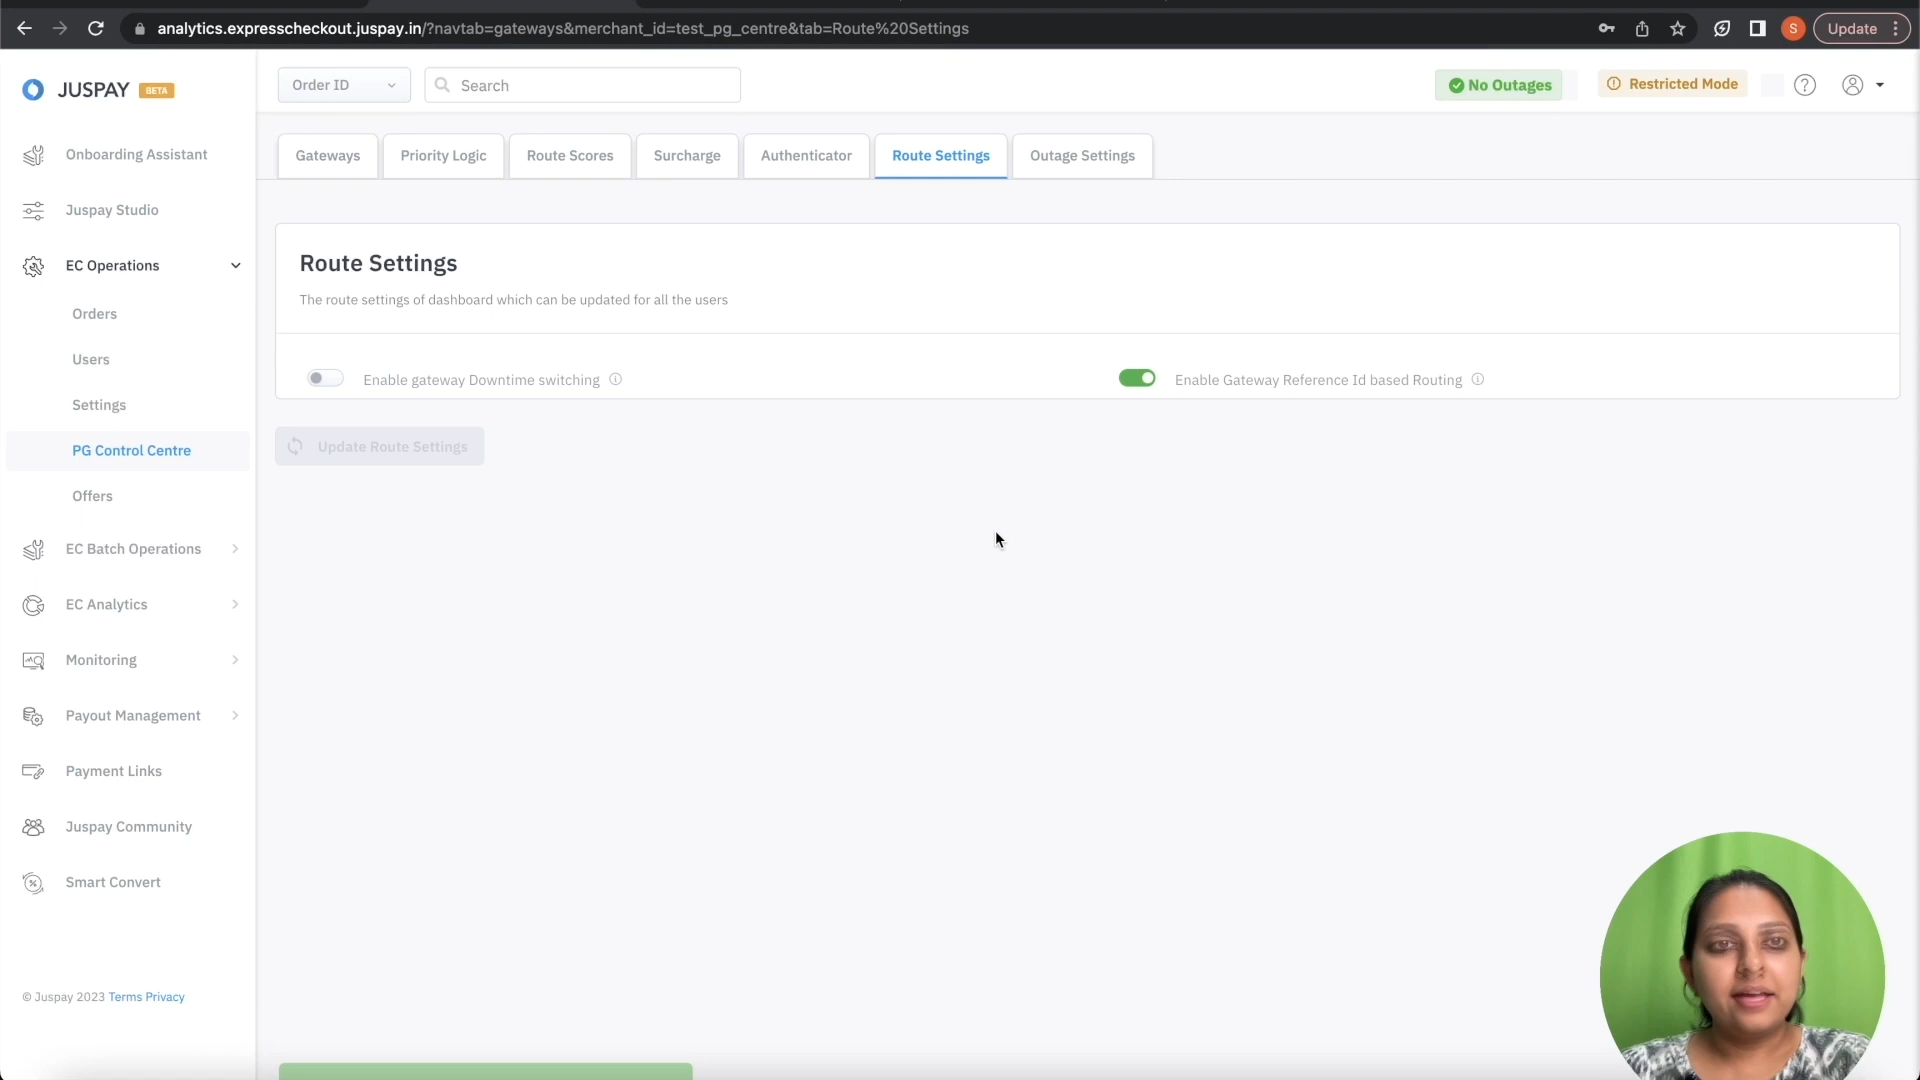 analytics.expresscheckout.juspay.in/?navtab=gateways&merchant_id=test_pg_centre&tab=Route%20Settings
S
Update
JUSPAY BETA
Order ID
Search
No Outages
Restricted Mode
?
Onboarding Assistant
Juspay Studio
EC Operations
Orders
Users
Settings
PG Control Centre
Offers
EC Batch Operations
EC Analytics
Monitoring
Payout Management
Payment Links
Juspay Community
Smart Convert
© Juspay 2023 Terms Privacy
Gateways
Priority Logic
Route Scores
Surcharge
Authenticator
Route Settings
Outage Settings
Route Settings
The route settings of dashboard which can be updated for all the users
Enable gateway Downtime switching
Enable Gateway Reference Id based Routing
Update Route Settings